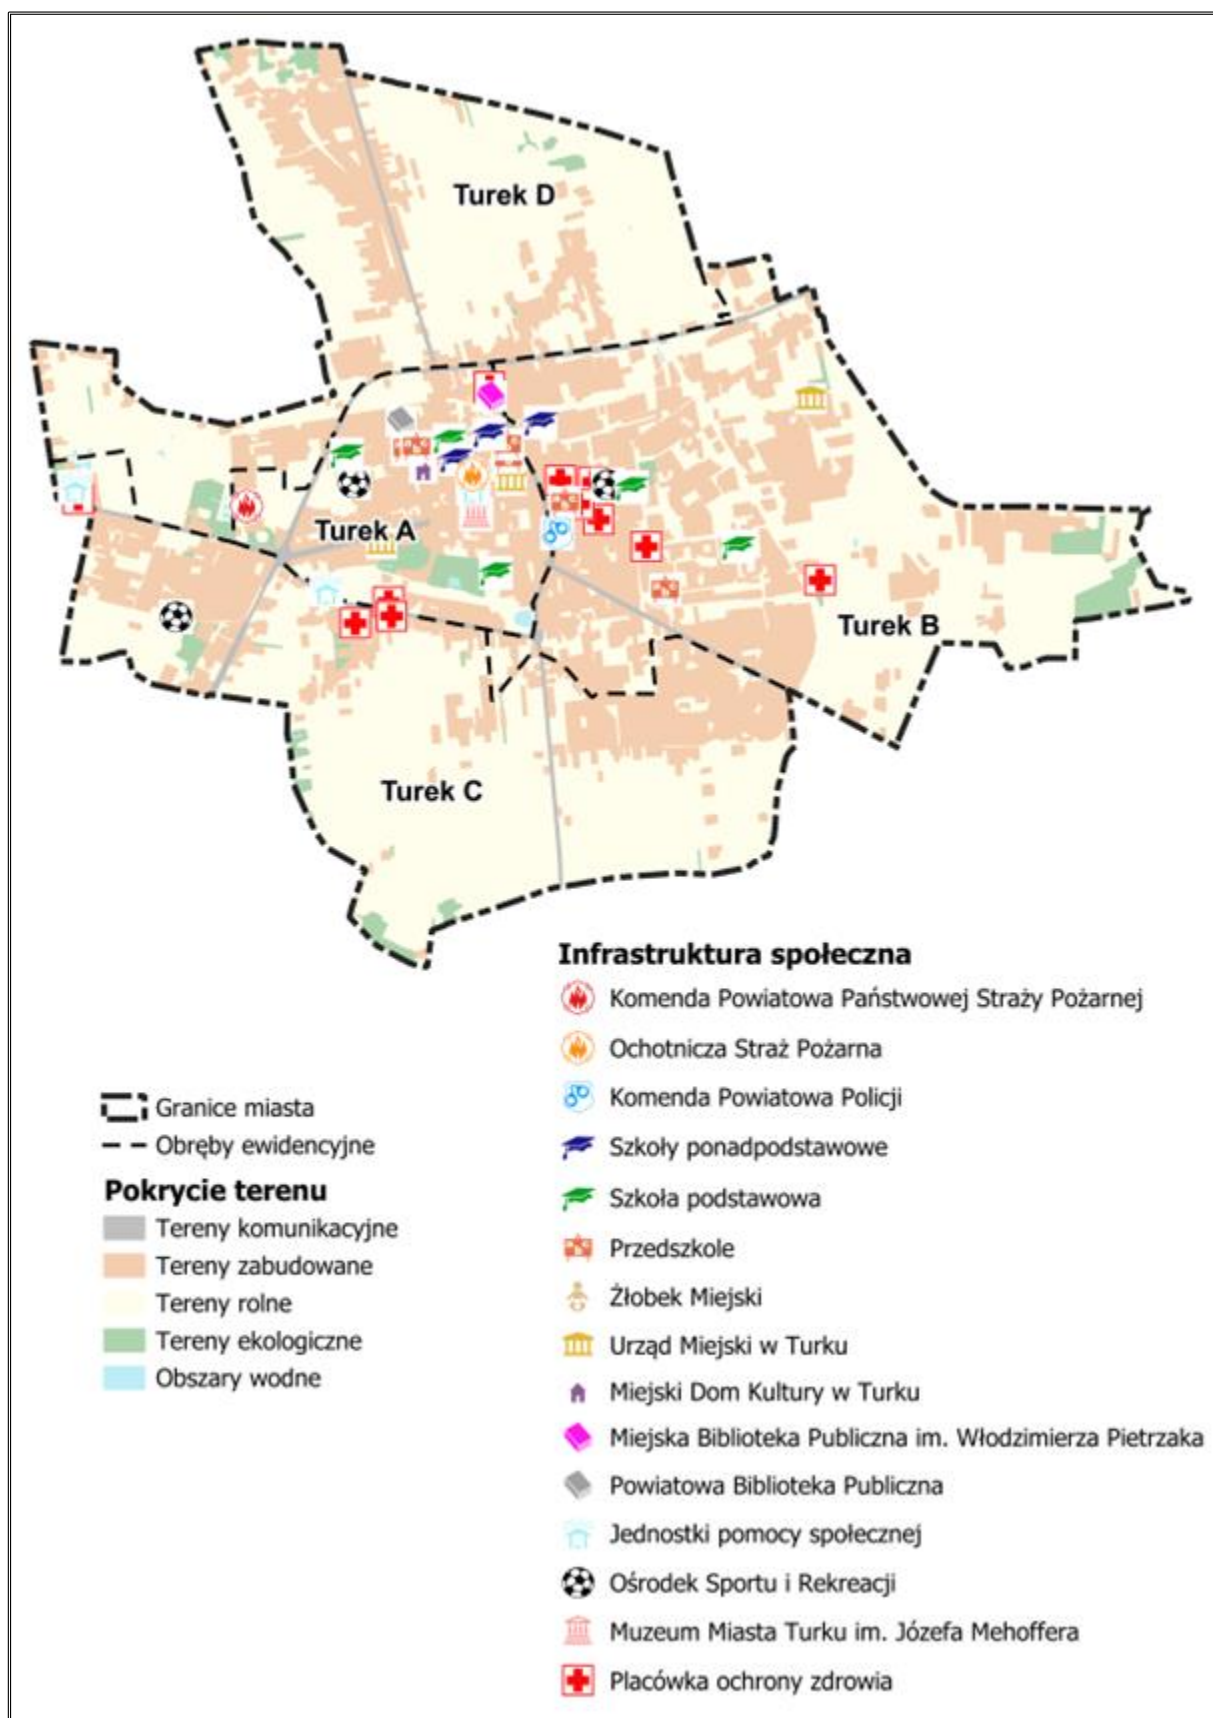 Turek D
Turek A
Turek B
Turek C
Infrastruktura społeczna
Komenda Powiatowa Państwowej Straży Pożarnej
Ochotnicza Straż Pożarna
Komenda Powiatowa Policji
Szkoły ponadpodstawowe
Szkoła podstawowa
Przedszkole
Żłobek Miejski
Urząd Miejski w Turku
Miejski Dom Kultury w Turku
Miejska Biblioteka Publiczna im. Włodzimierza Pietrzaka
Powiatowa Biblioteka Publiczna
Jednostki pomocy społecznej
Ośrodek Sportu i Rekreacji
Muzeum Miasta Turku im. Józefa Mehoffera
Placówka ochrony zdrowia
Granice miasta
Obręby ewidencyjne
Pokrycie terenu
Tereny komunikacyjne
Tereny zabudowane
Tereny rolne
Tereny ekologiczne
Obszary wodne